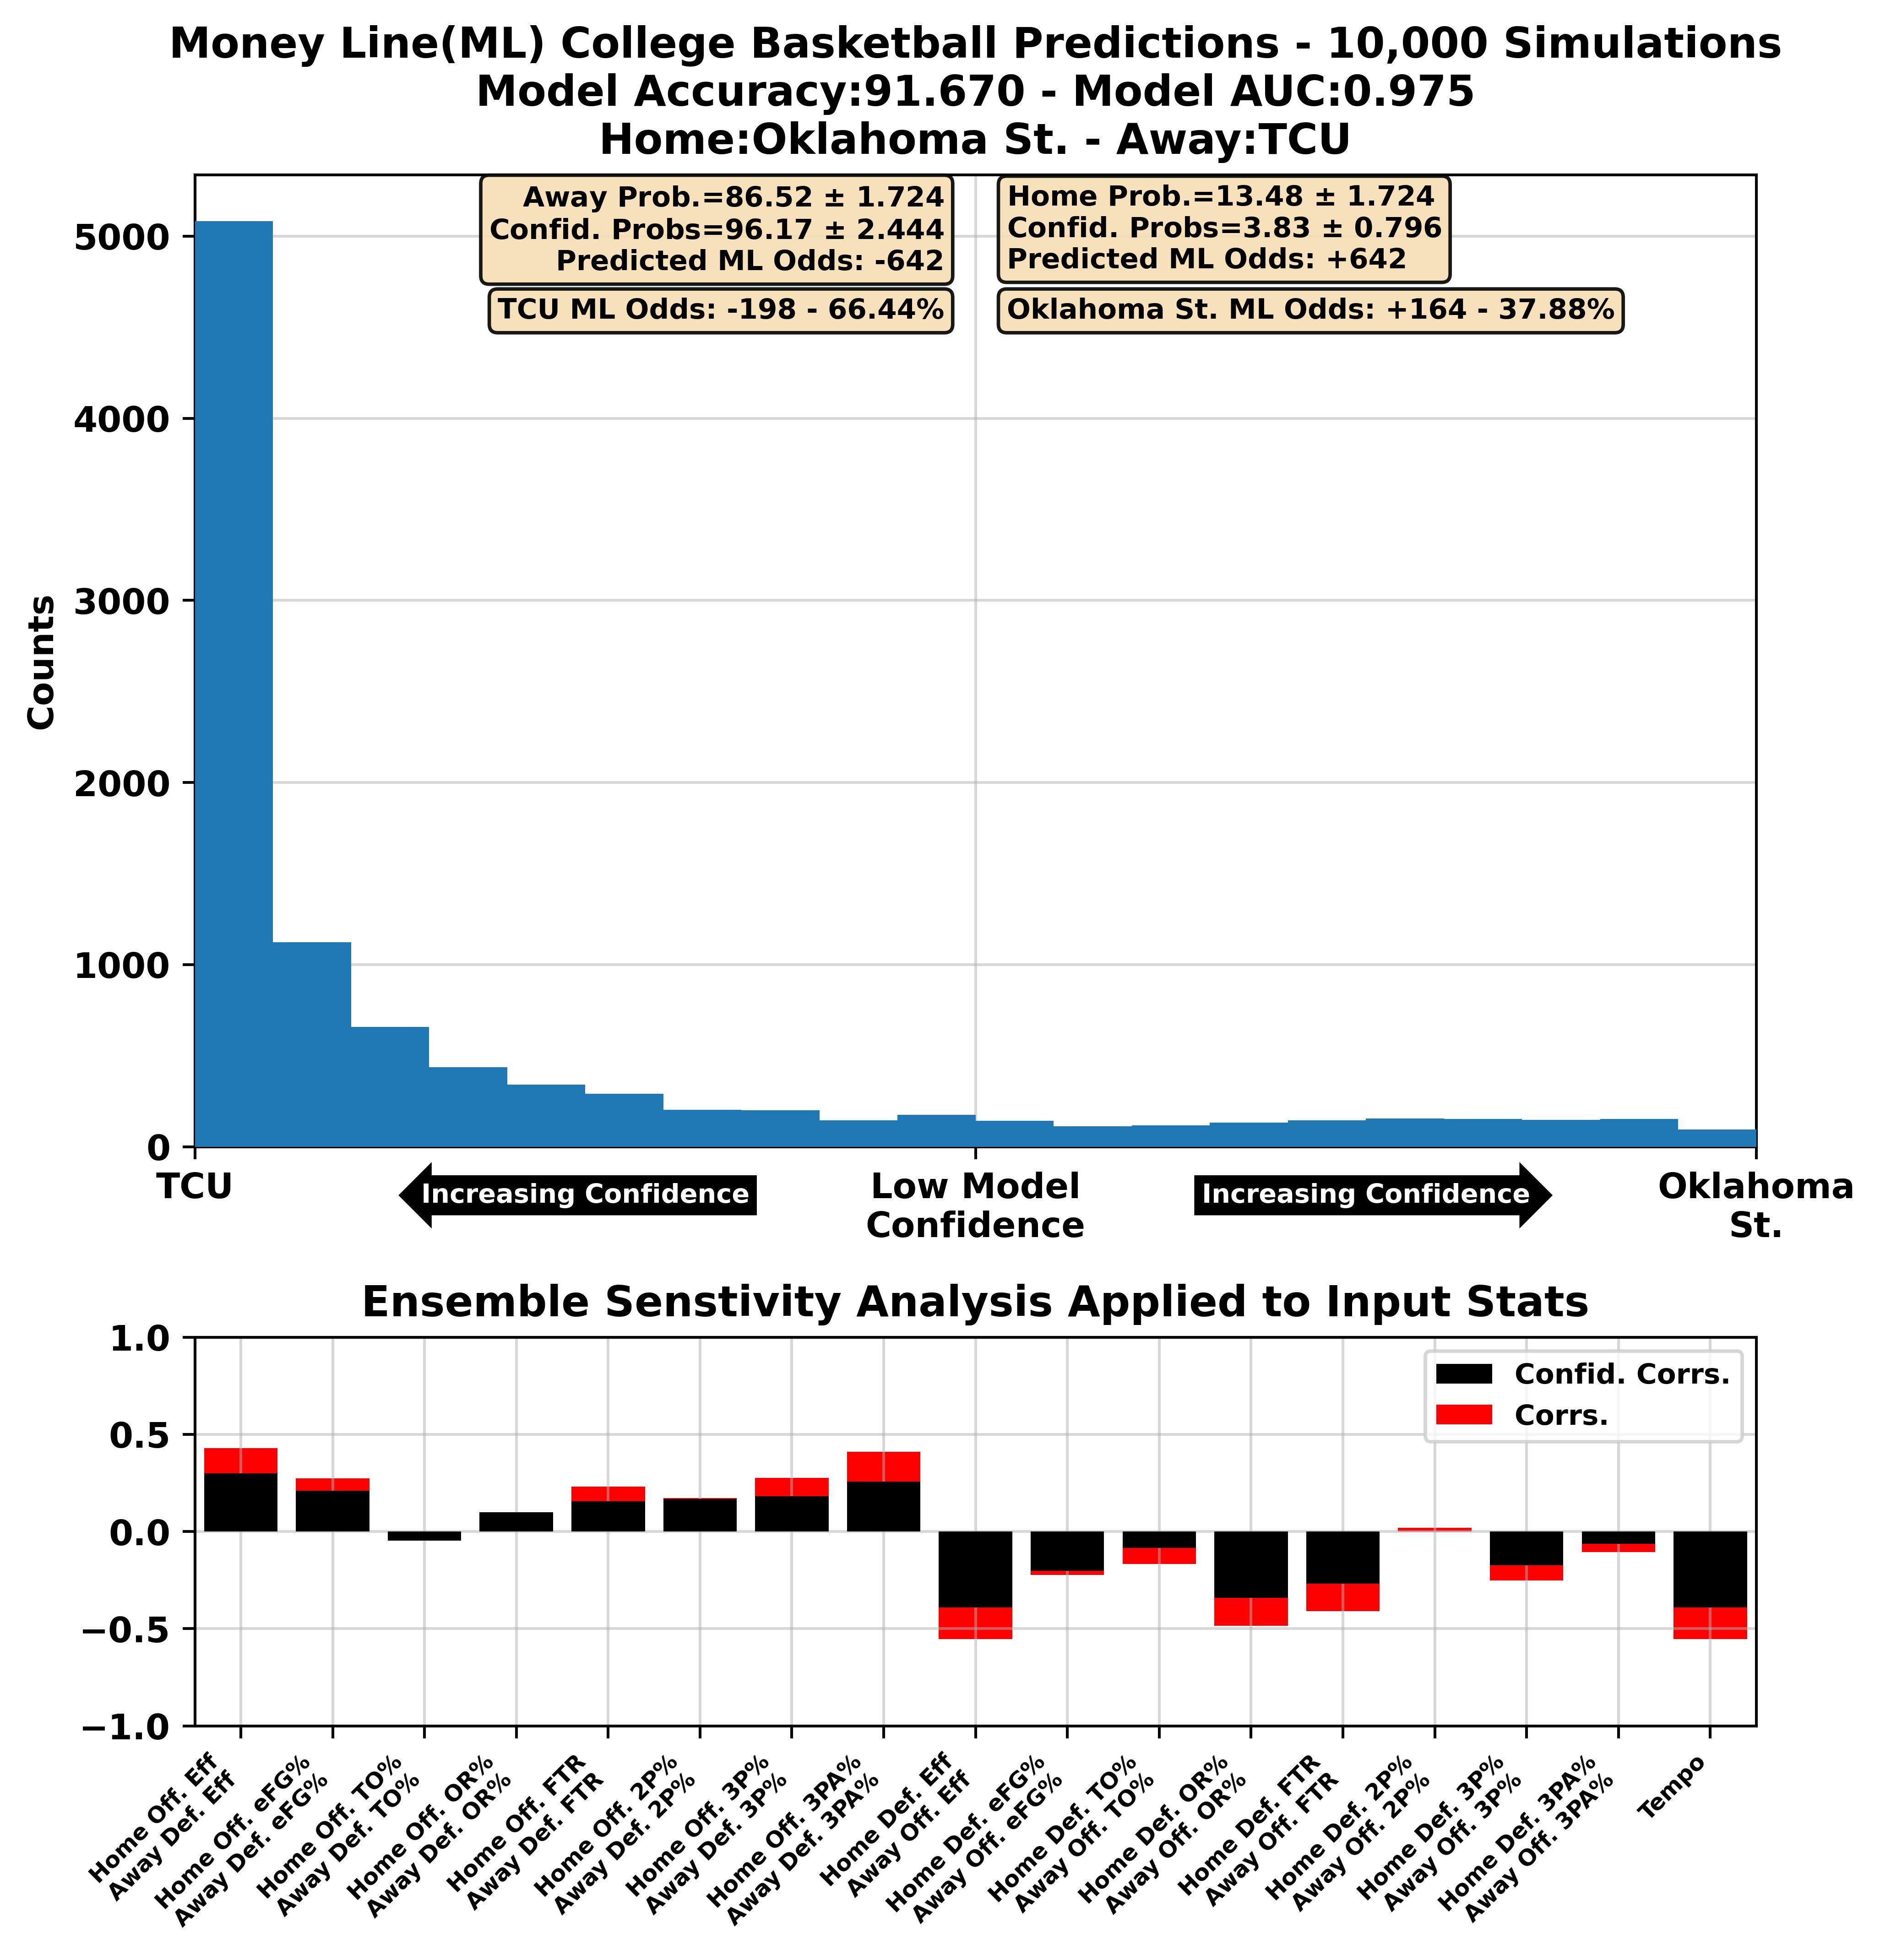 Money Line(ML) College Basketball Predictions - 10,000 Simulations
Model Accuracy:91.670 - Model AUC:0.975
Home:Oklahoma St. - Away:TCU
Away Prob.=86.52 ± 1.724
Confid. Probs=96.17 ± 2.444
Predicted ML Odds: -642
TCU ML Odds: -198 - 66.44%
Home Prob.=13.48 ± 1.724
Confid. Probs=3.83 ± 0.796
Predicted ML Odds: +642
Oklahoma St. ML Odds: +164 - 37.88%
Counts
5000
4000
3000
2000
1000
0
TCU
Increasing Confidence
Low Model
Confidence
Increasing Confidence
Oklahoma
St.
Ensemble Senstivity Analysis Applied to Input Stats
1.0
0.5
0.0
−0.5
−1.0
Confid. Corrs.
Corrs.
Home Off. Eff
Away Def. Eff
Home Off. eFG%
Away Def. eFG%
Home Off. TO%
Away Def. TO%
Home Off. OR%
Away Def. OR%
Home Off. FTR
Away Def. FTR
Home Off. 2P%
Away Def. 2P%
Home Off. 3P%
Away Def. 3P%
Home Off. 3PA%
Away Def. 3PA%
Home Def. Eff
Away Off. Eff
Home Def. eFG%
Away Off. eFG%
Home Def. TO%
Away Off. TO%
Home Def. OR%
Away Off. OR%
Home Def. FTR
Away Off. FTR
Home Def. 2P%
Away Off. 2P%
Home Def. 3P%
Away Off. 3P%
Home Def. 3PA%
Away Off. 3PA%
Tempo